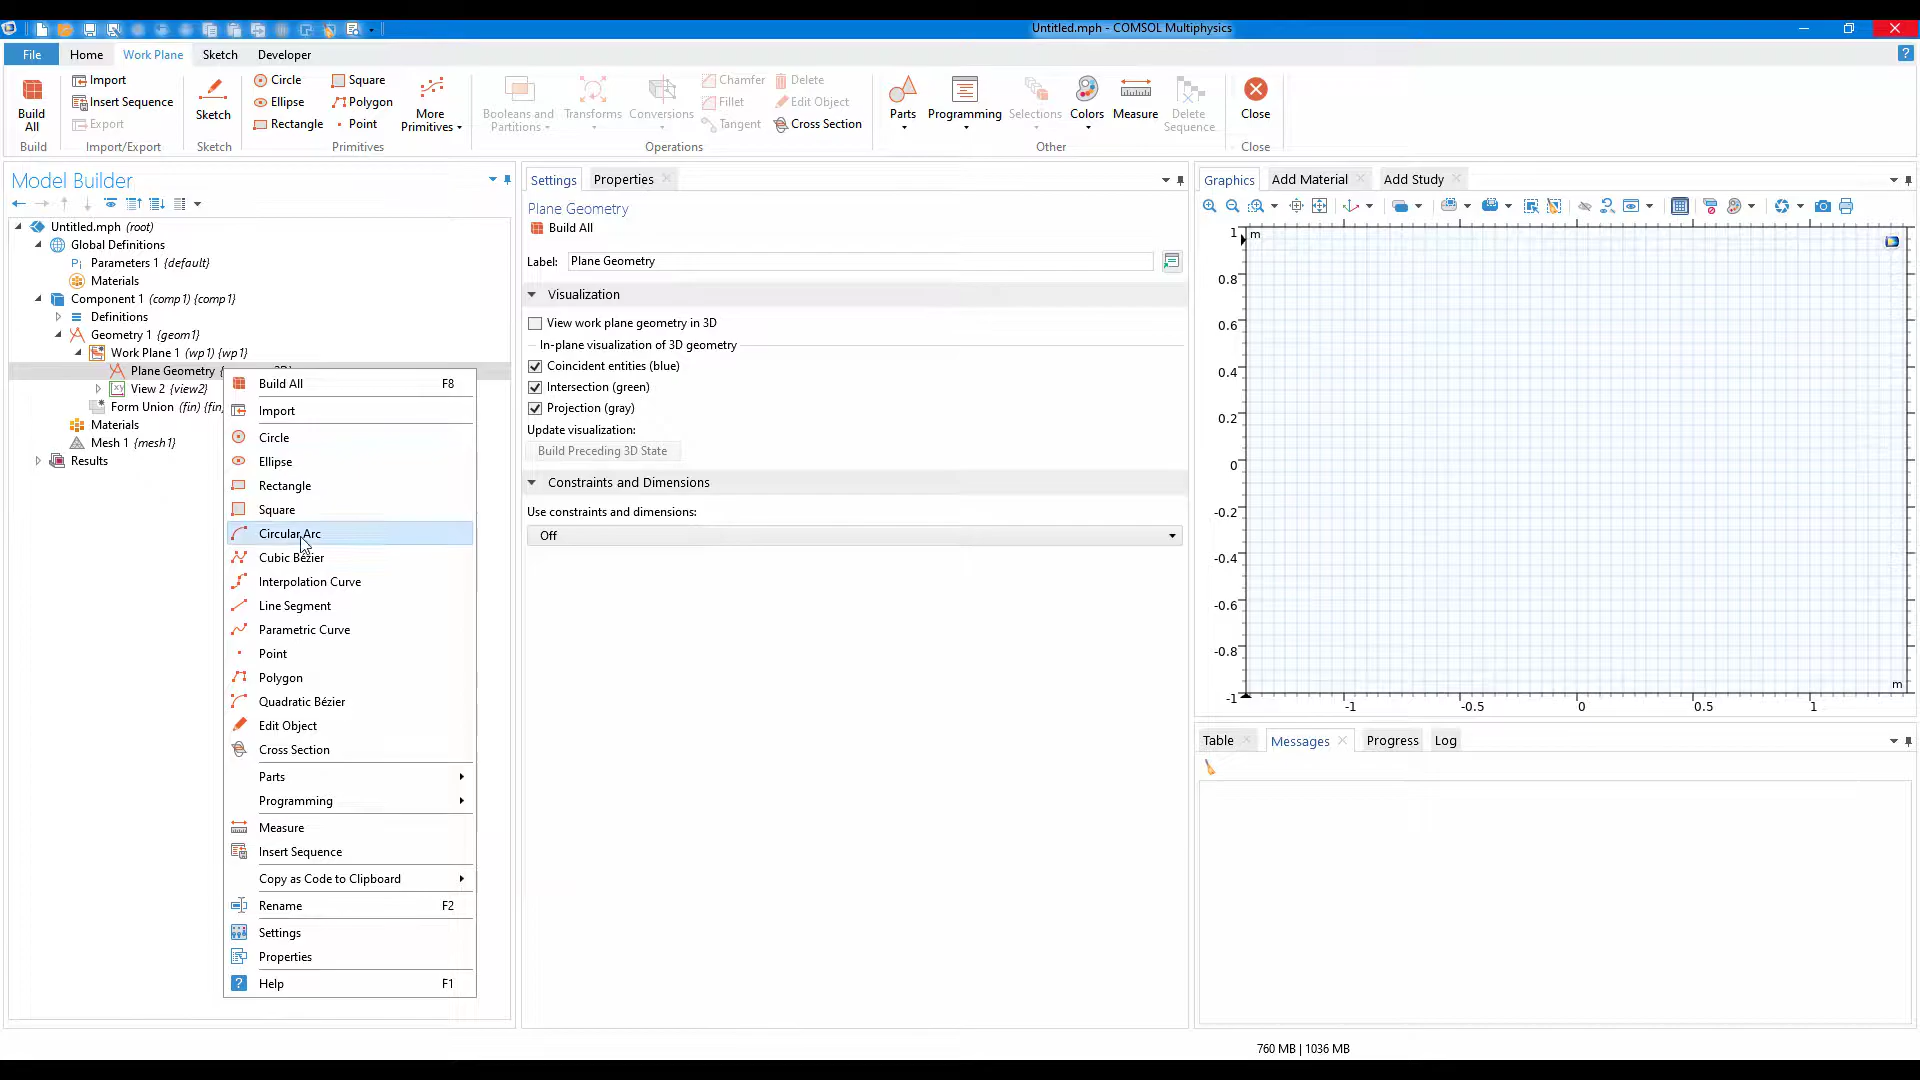 Untitled.mph - COMSOL Multiphysics
File Home Work Plane Sketch Developer
Build All
Build
Import
Insert Sequence
Export
Import/Export
Sketch
Sketch
Circle Square
Ellipse Polygon
Rectangle Point
More Primitives
Primitives
Booleans and Partitions
Transforms
Conversions
Chamfer
Fillet
Tangent
Delete
Edit Object
Cross Section
Operations
Parts
Programming
Selections
Colors
Measure
Delete Sequence
Other
Close
Close
Model Builder
Untitled.mph (root)
Global Definitions
Pi Parameters 1 {default}
Materials
Component 1 (comp1) {comp1}
Definitions
Geometry 1 {geom1}
Work Plane 1 (wp1) {wp1}
Plane Geometry
xy View 2 {view2}
Form Union (fin) {fin
Materials
Mesh 1 {mesh1}
Results
Build All F8
Import
Circle
Ellipse
Rectangle
Square
Circular Arc
Cubic Bézier
Interpolation Curve
Line Segment
Parametric Curve
Point
Polygon
Quadratic Bézier
Edit Object
Cross Section
Parts
Programming
Measure
Insert Sequence
Copy as Code to Clipboard
Rename F2
Settings
Properties
Help F1
Settings Properties
Plane Geometry
Build All
Label: Plane Geometry
Visualization
View work plane geometry in 3D
In-plane visualization of 3D geometry
Coincident entities (blue)
Intersection (green)
Projection (gray)
Update visualization:
Build Preceding 3D State
Constraints and Dimensions
Use constraints and dimensions:
Off
Graphics Add Material Add Study
1 m
0.8
0.6
0.4
0.2
0
-0.2
-0.4
-0.6
-0.8
-1 m
-1 -0.5 0 0.5 1
Table Messages Progress Log
760 MB | 1036 MB